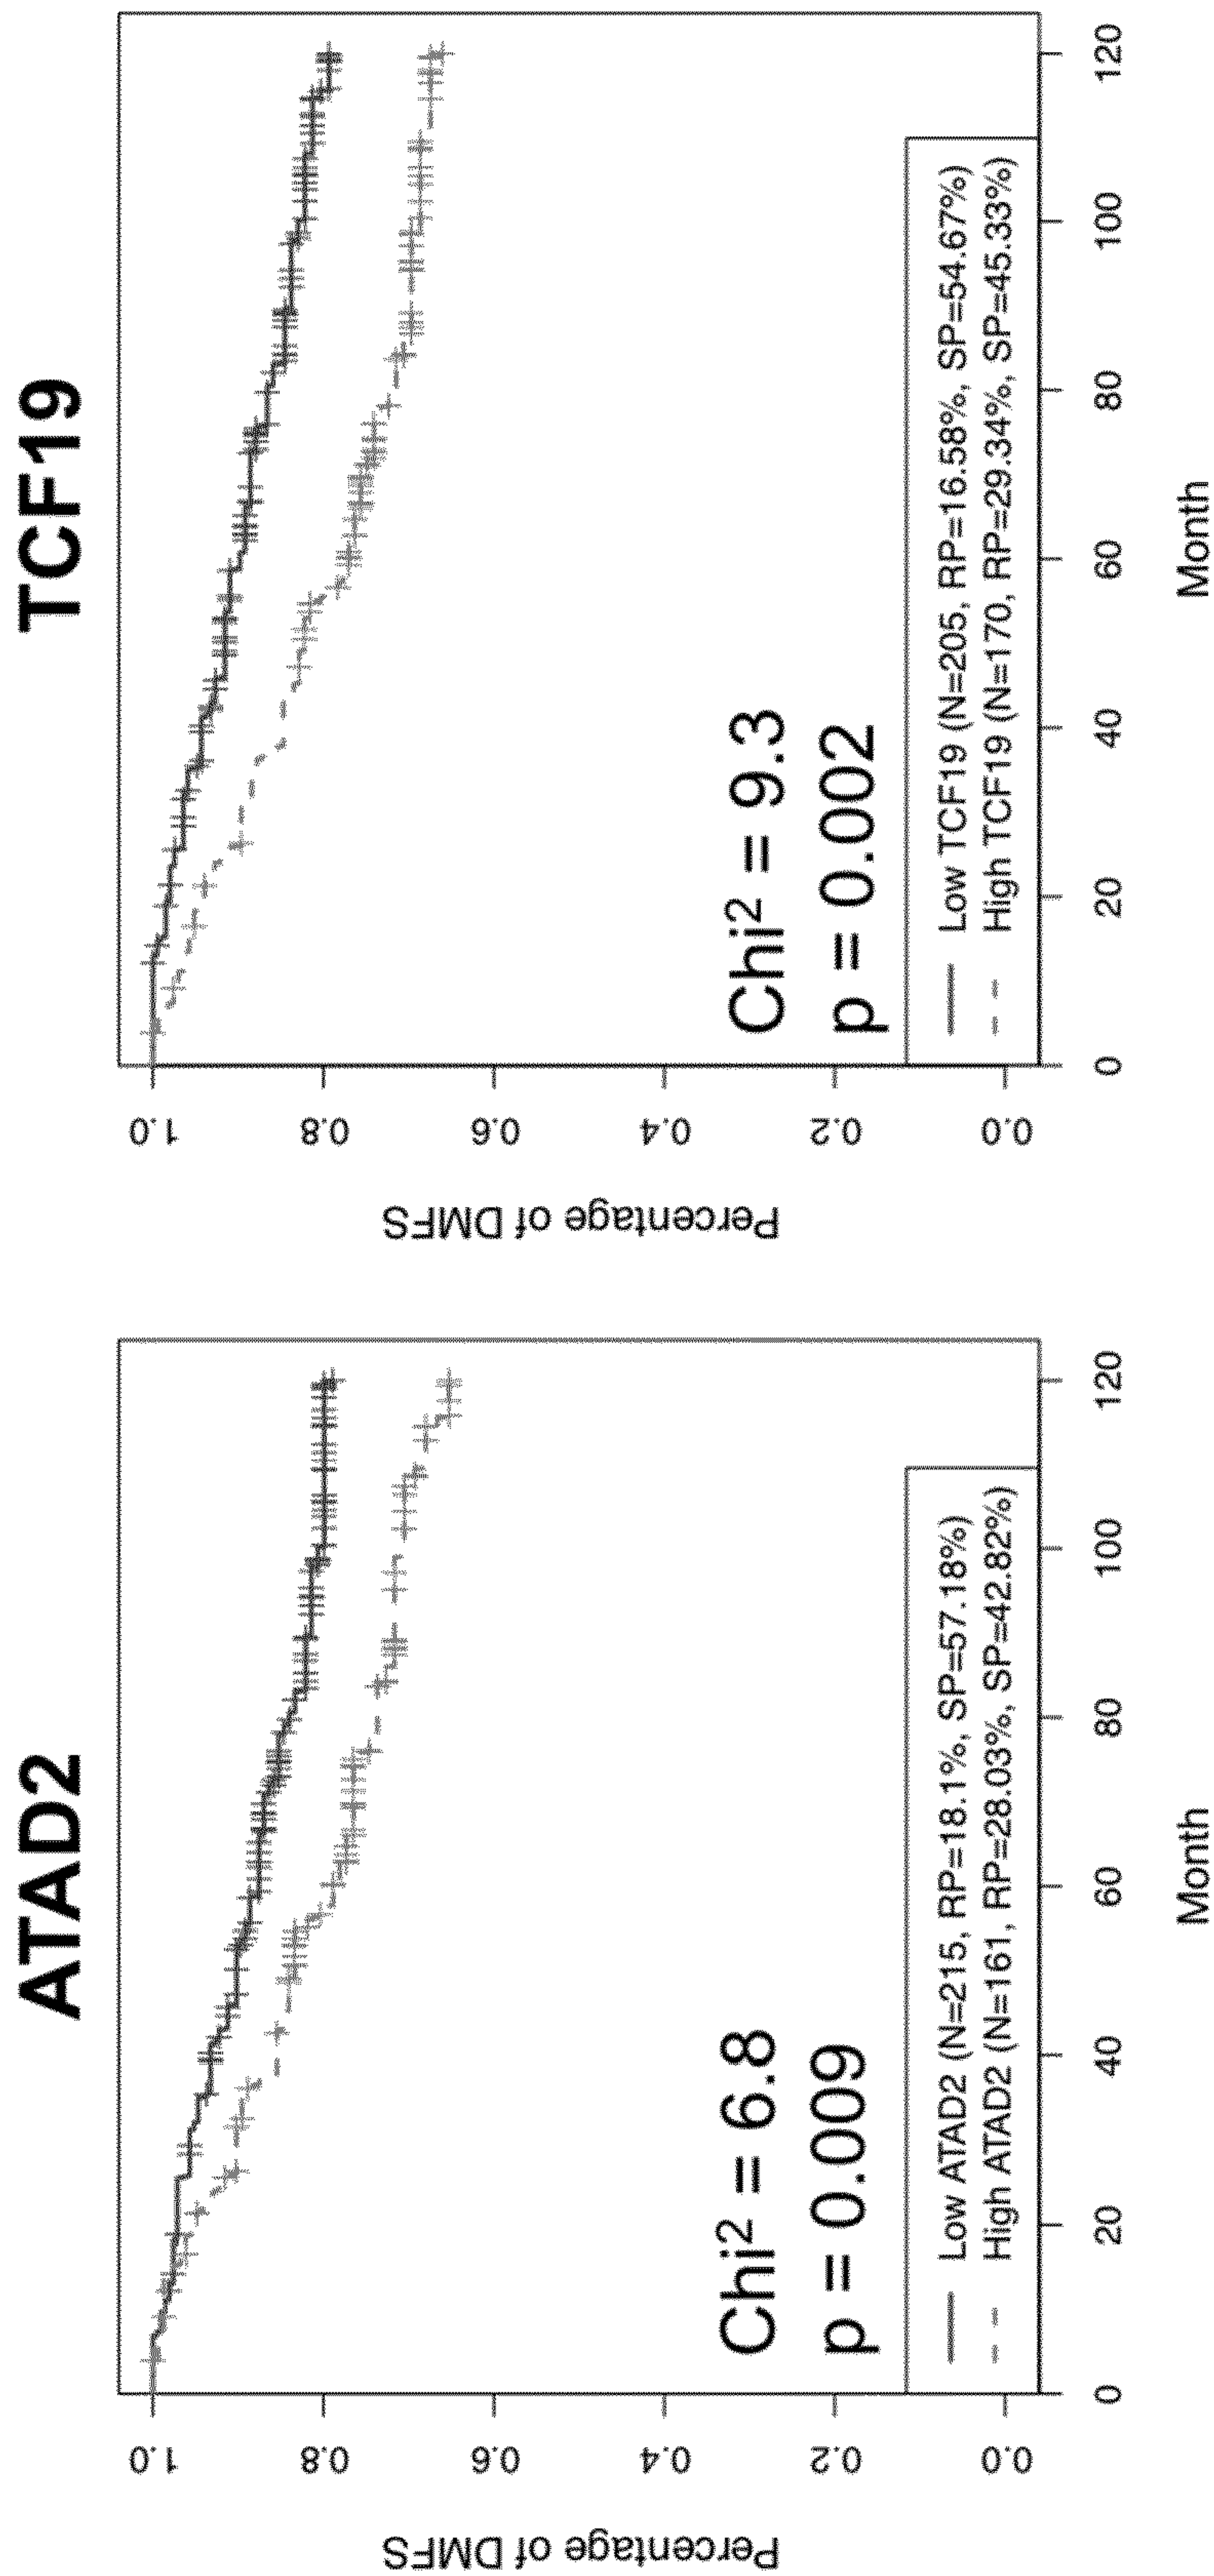 ATAD2
Percentage of DMFS
1.0
0.8
0.6
0.4
0.2
0.0
Chi² = 6.8
p = 0.009
Low ATAD2 (N=215, RP=18.1%, SP=57.18%)
High ATAD2 (N=161, RP=28.03%, SP=42.82%)
0 20 40 60 80 100 120
Month
TCF19
Percentage of DMFS
1.0
0.8
0.6
0.4
0.2
0.0
Chi² = 9.3
p = 0.002
Low TCF19 (N=205, RP=16.58%, SP=54.67%)
High TCF19 (N=170, RP=29.34%, SP=45.33%)
0 20 40 60 80 100 120
Month